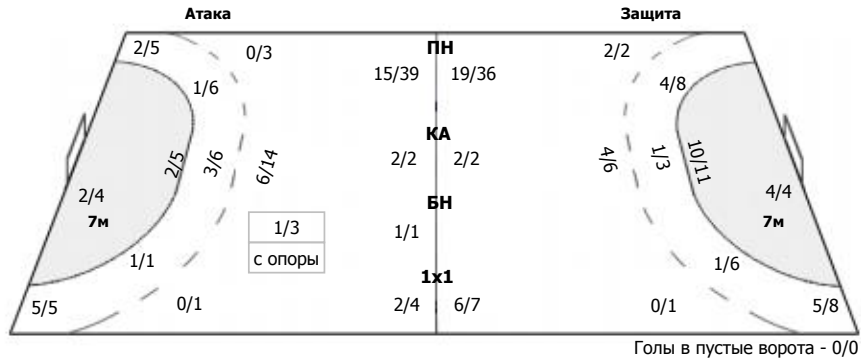 Атака Защита
2/5 0/3 ПН 2/2
15/39 19/36
1/6 4/8
КА
2/5 3/6 6/14 2/2 2/2 4/6 1/3 10/11
2/4 4/4
7м БН 7м
1/3 1/1
с опоры
1/1 1/6
1x1
5/5 0/1 2/4 6/7 0/1 5/8
Голы в пустые ворота - 0/0